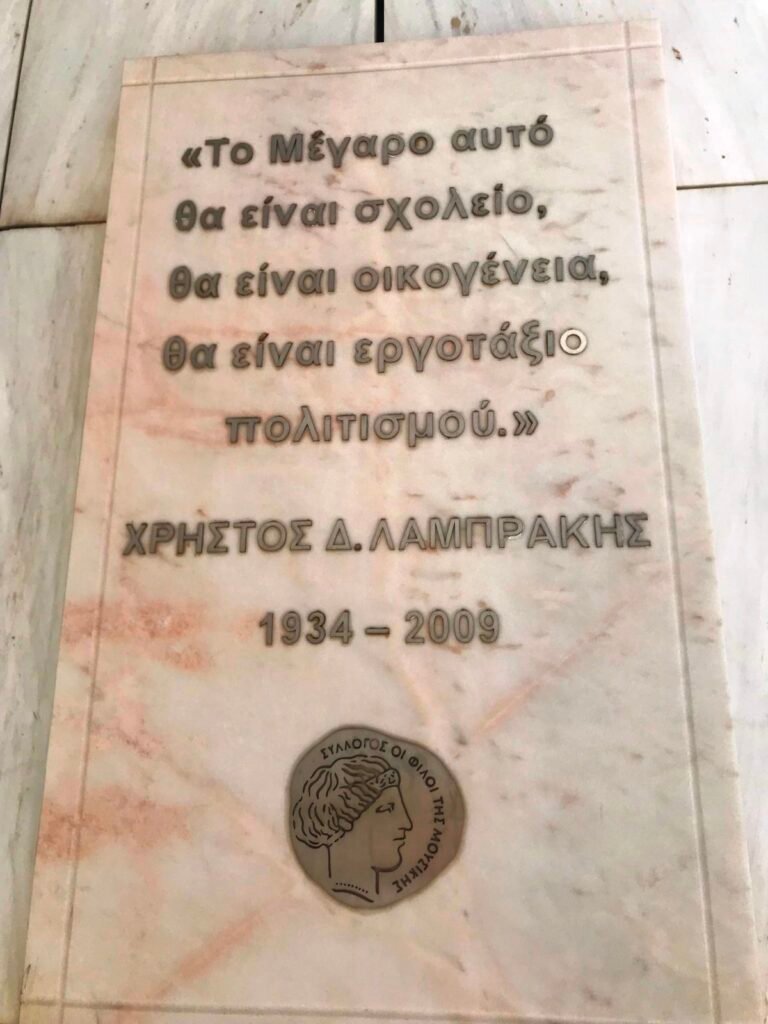 «Το Μέγαρο αυτό
θα είναι σχολείο,
θα είναι οικογένεια,
θα είναι εργοτάξιο
πολιτισμού.»
ΧΡΗΣΤΟΣ Δ. ΛΑΜΠΡΑΚΗΣ
1934 – 2009
ΣΥΛΛΟΓΟΣ ΟΙ ΦΙΛΟΙ ΤΗΣ ΜΟΥΣΙΚΗΣ